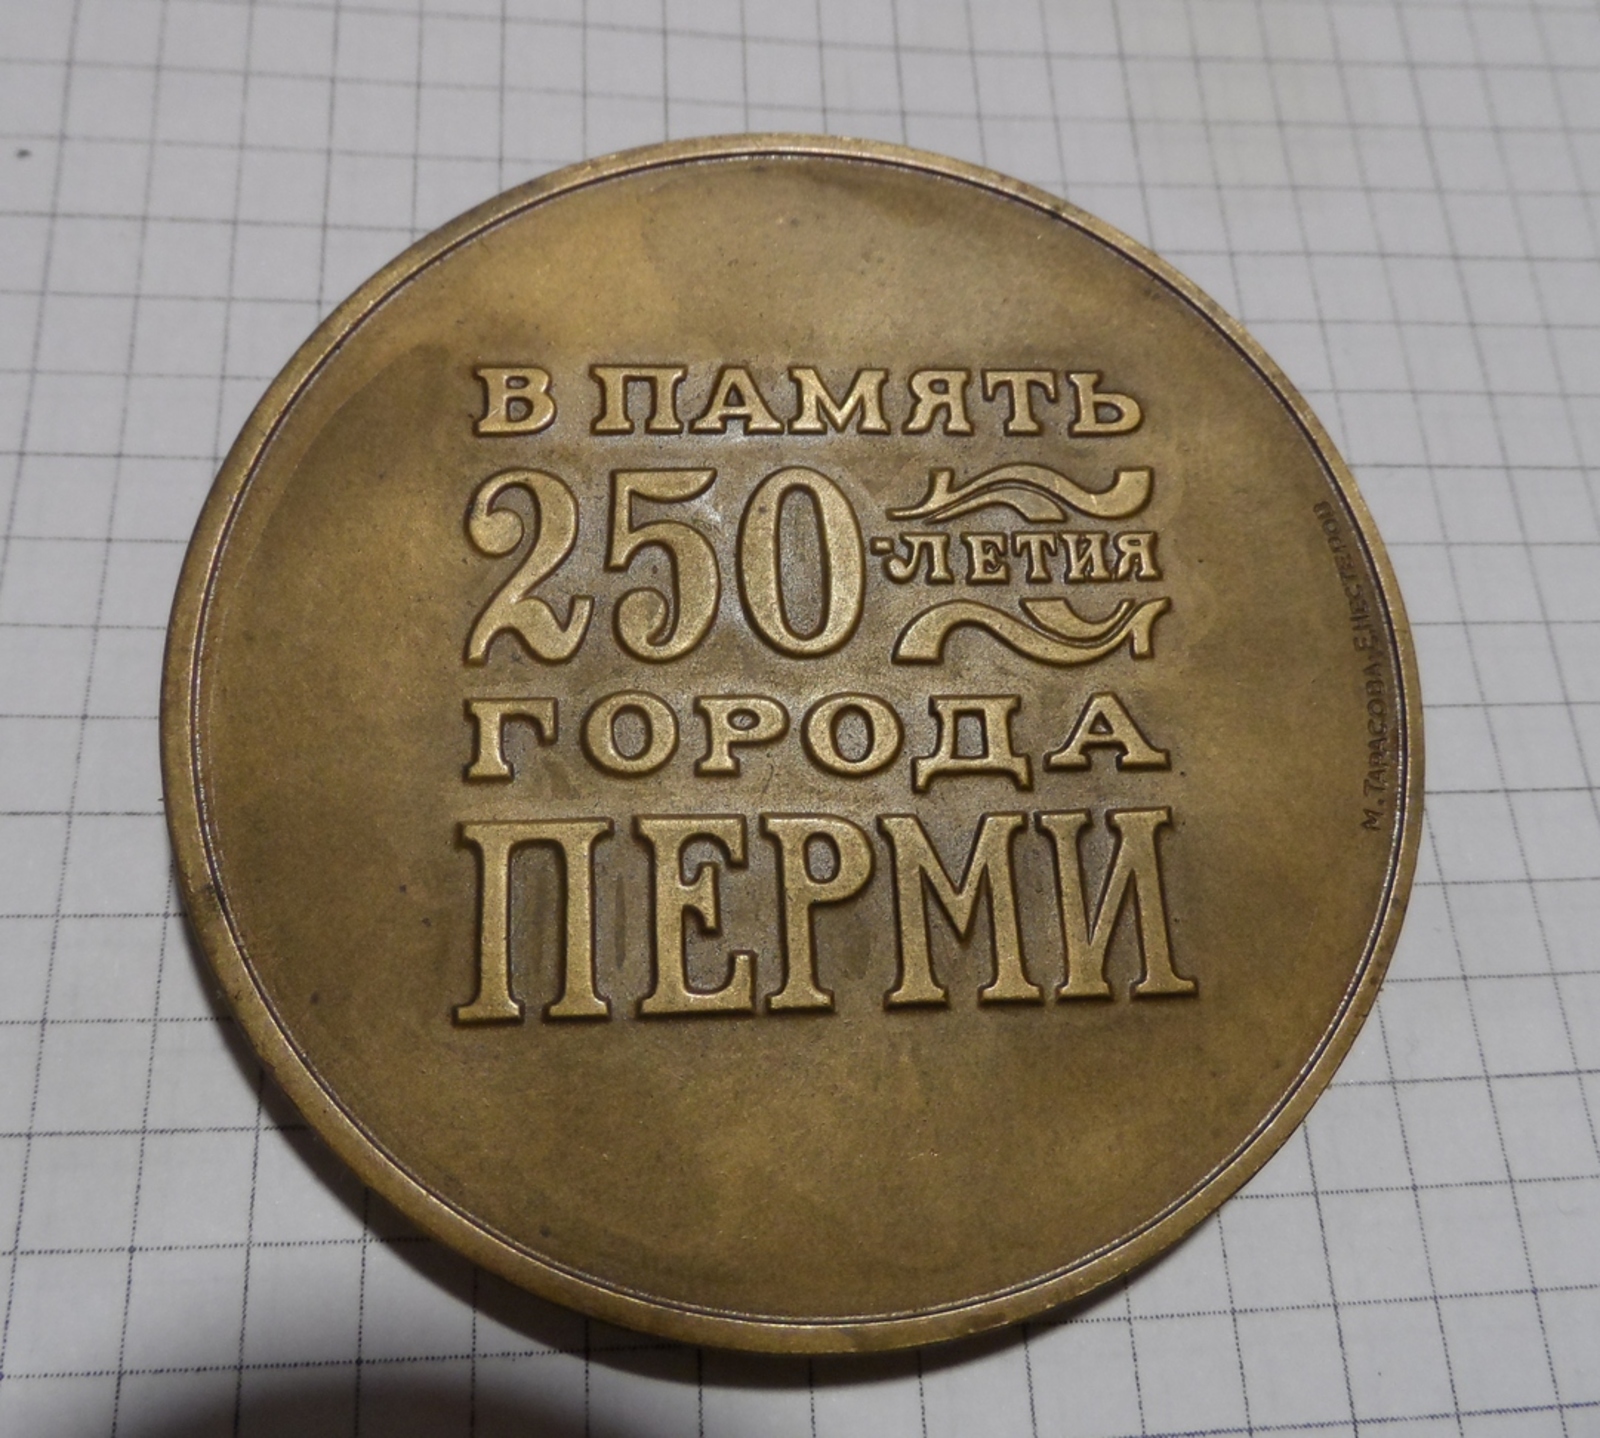 В ПАМЯТЬ
250-ЛЕТИЯ
ГОРОДА
ПЕРМИ
М.ТАРАСОВА, Е.НЕСТЕРОВ